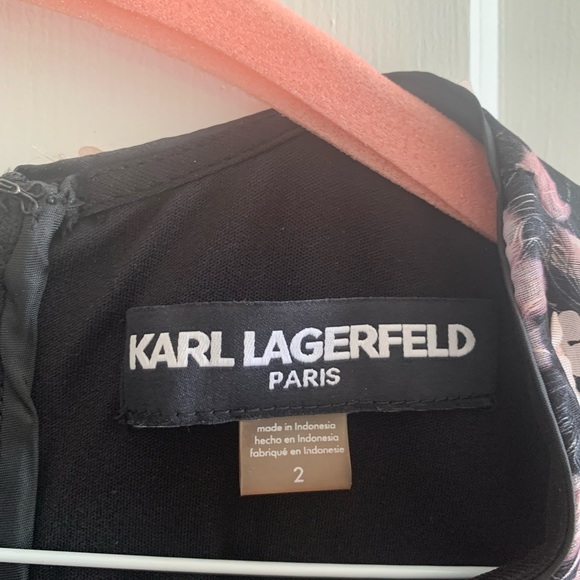 KARL LAGERFELD
PARIS
made in Indonesia
hecho en Indonesia
fabriqué en Indonesie
2